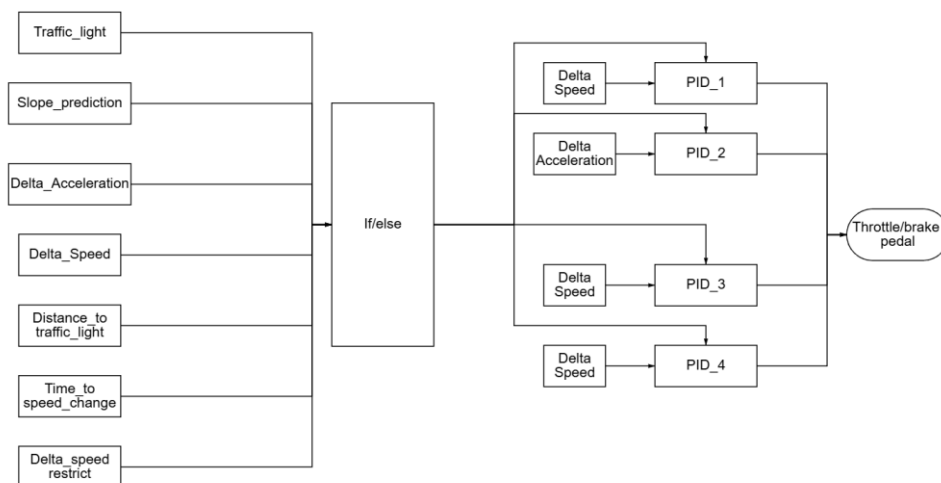 Traffic_light
Slope_prediction
Delta_Acceleration
Delta_Speed
Distance_to
traffic_light
Time_to
speed_change
Delta_speed
restrict
If/else
Delta
Speed
PID_1
Delta
Acceleration
PID_2
Delta
Speed
PID_3
Delta
Speed
PID_4
Throttle/brake
pedal